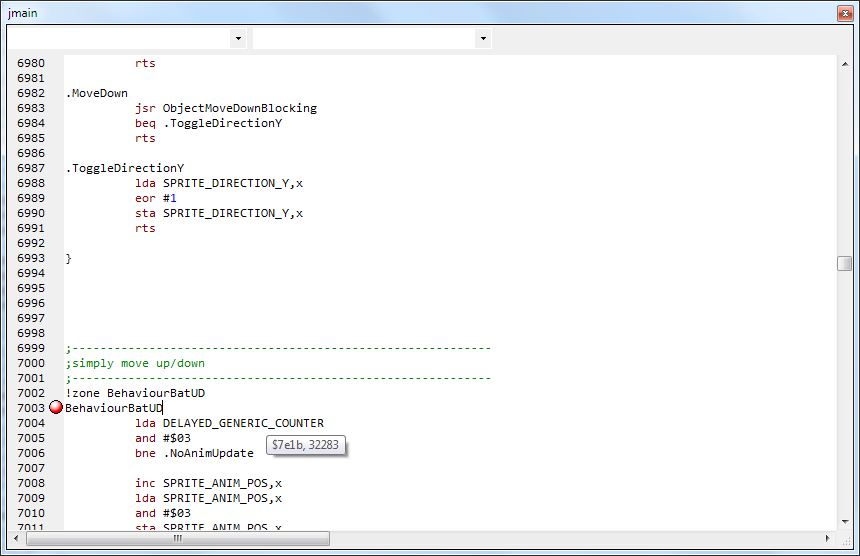 jmain
6980 rts
6981
6982 .MoveDown
6983 jsr ObjectMoveDownBlocking
6984 beq .ToggleDirectionY
6985 rts
6986
6987 .ToggleDirectionY
6988 lda SPRITE_DIRECTION_Y,x
6989 eor #1
6990 sta SPRITE_DIRECTION_Y,x
6991 rts
6992
6993 }
6994
6995
6996
6997
6998
6999 ;------------------------------------------------------------
7000 ;simply move up/down
7001 ;------------------------------------------------------------
7002 !zone BehaviourBatUD
7003 BehaviourBatUD
7004 lda DELAYED_GENERIC_COUNTER
7005 and #$03
$7e1b, 32283
7006 bne .NoAnimUpdate
7007
7008 inc SPRITE_ANIM_POS,x
7009 lda SPRITE_ANIM_POS,x
7010 and #$03
7011 sta SPRITE_ANIM_POS,x